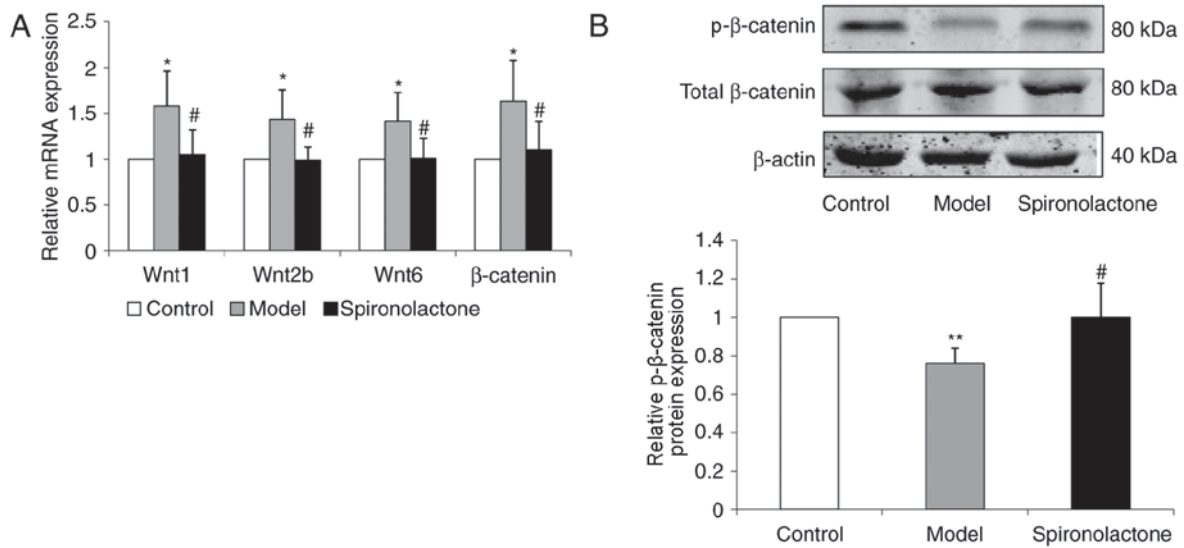 A
Relative mRNA expression
2.5
2
1.5
1
0.5
0
* # * # * # * #
Wnt1 Wnt2b Wnt6 β-catenin
Control Model Spironolactone
B
p-β-catenin 80 kDa
Total β-catenin 80 kDa
β-actin 40 kDa
Control Model Spironolactone
Relative p-β-catenin
protein expression
1.4
1.2
1
0.8
0.6
0.4
0.2
0
**
#
Control Model Spironolactone